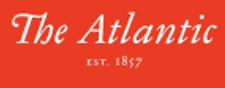 The Atlantic
EST. 1857